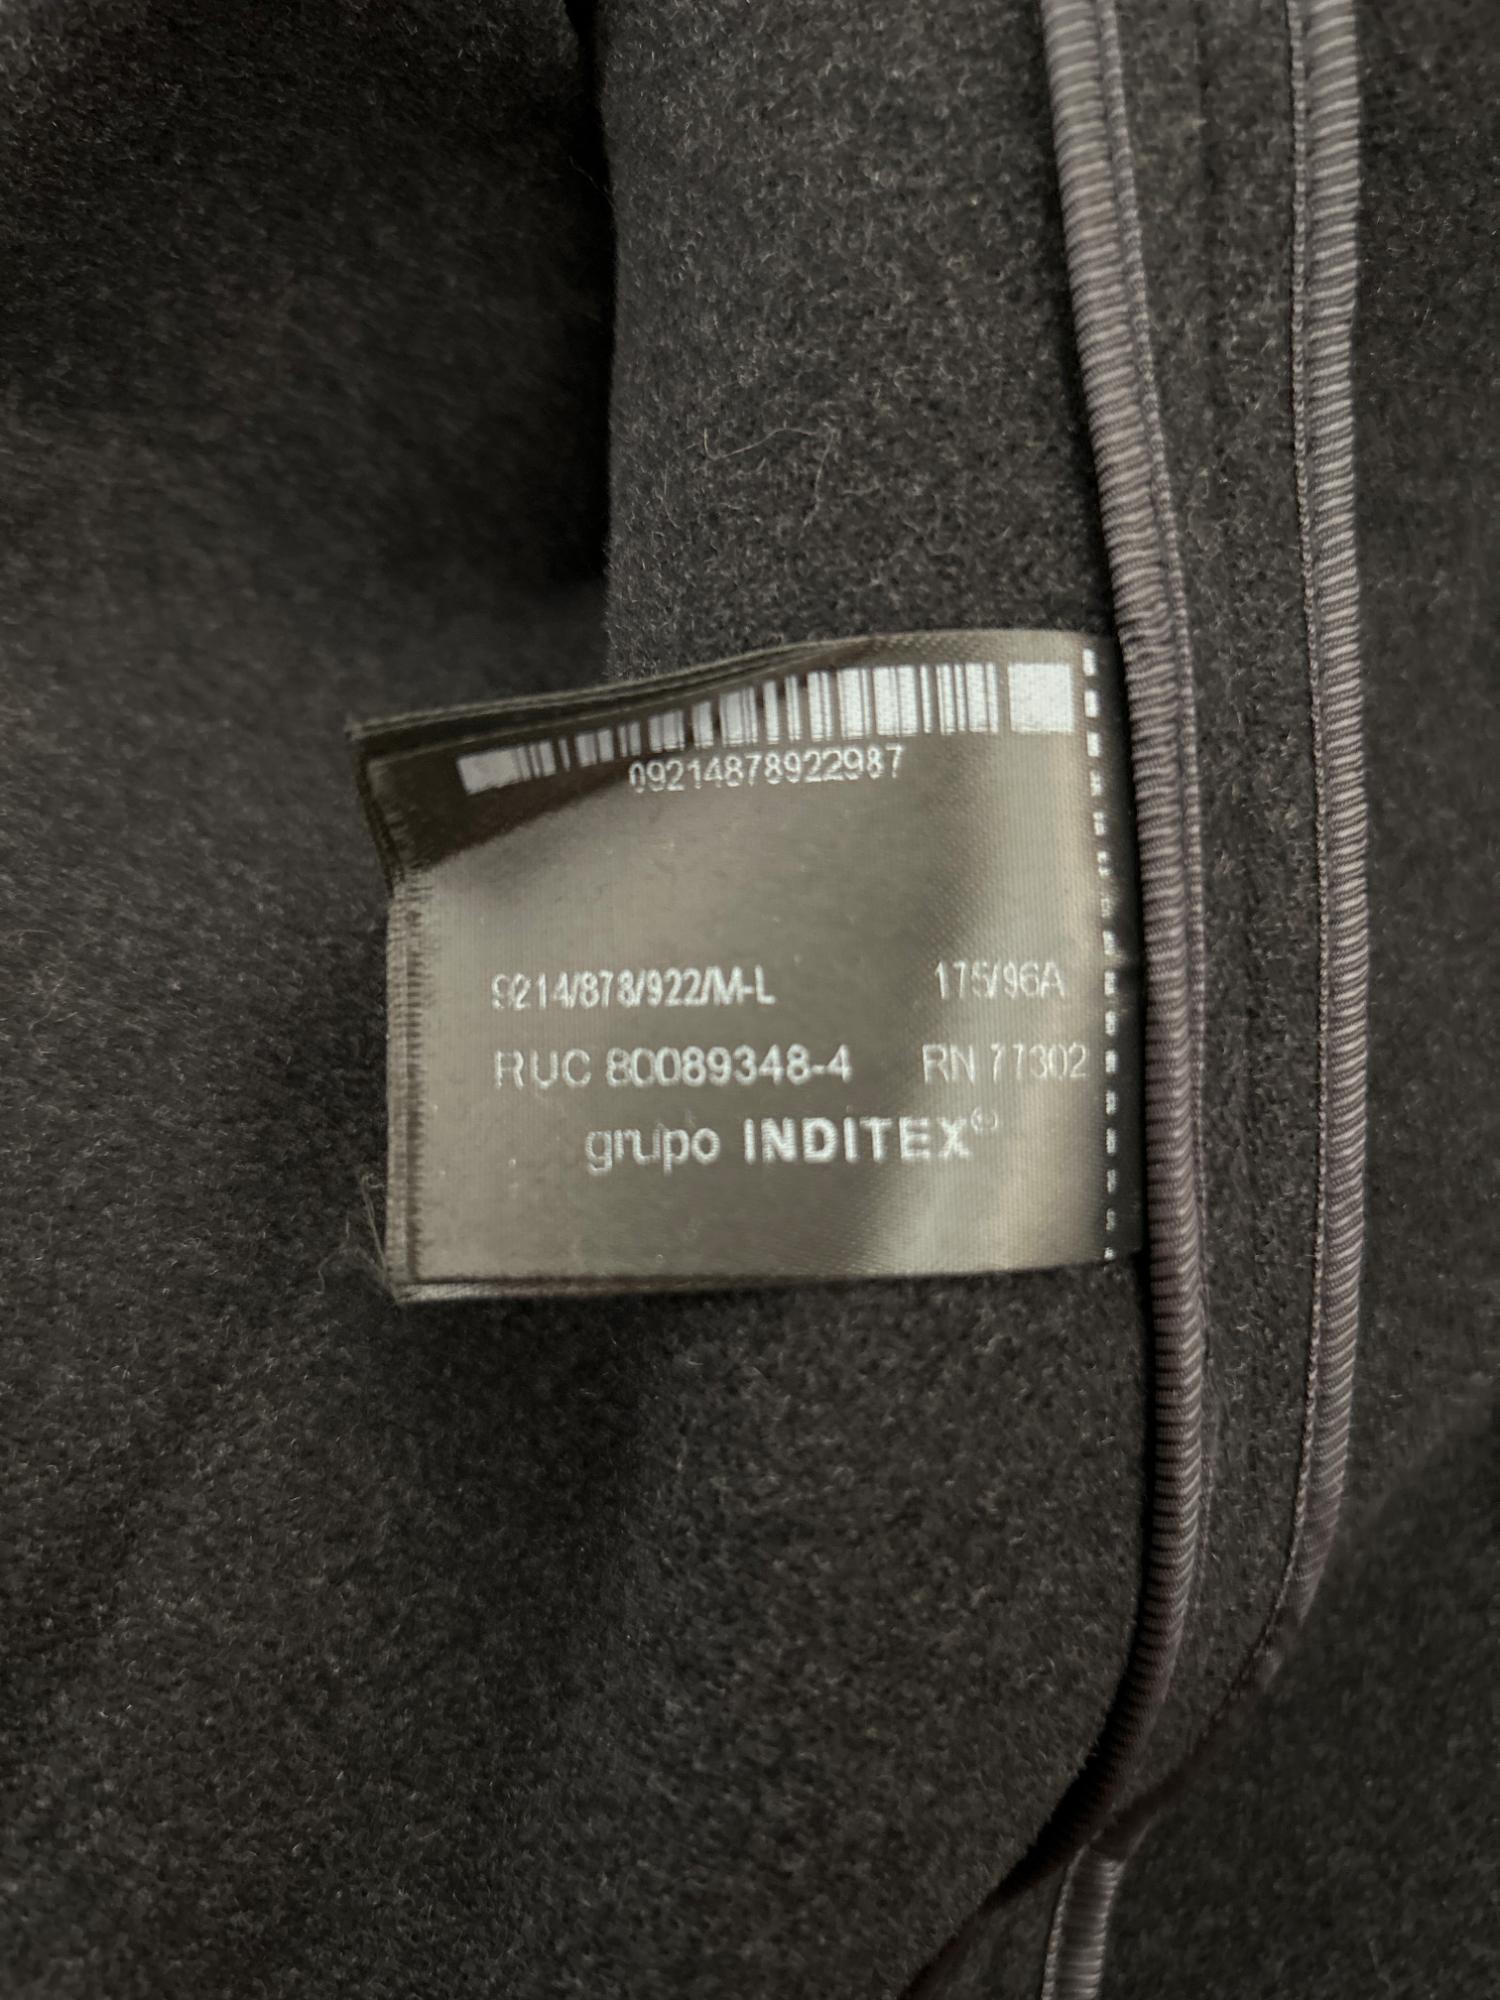 09214878922987
9214/878/922/M-L 175/96A
RUC 80089348-4 RN 77302
grupo INDITEX®